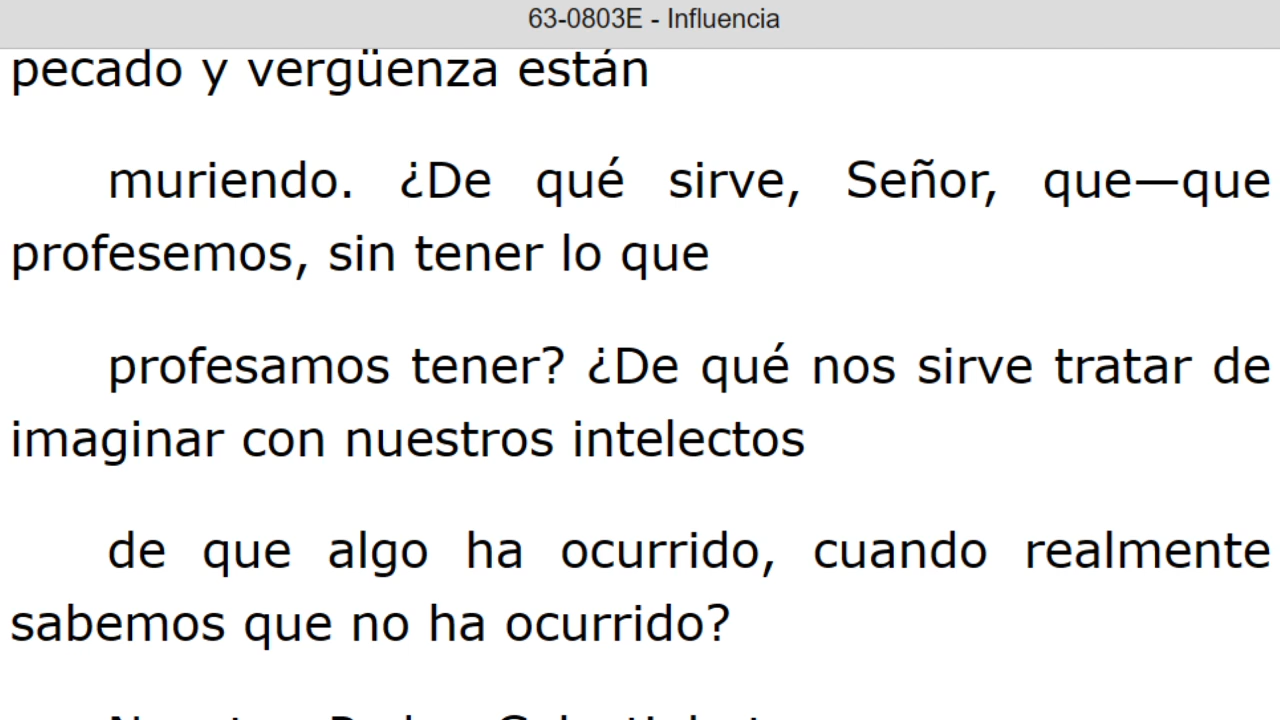 63-0803E - Influencia
pecado y vergüenza están
muriendo. ¿De qué sirve, Señor, que—que
profesemos, sin tener lo que
profesamos tener? ¿De qué nos sirve tratar de
imaginar con nuestros intelectos
de que algo ha ocurrido, cuando realmente
sabemos que no ha ocurrido?